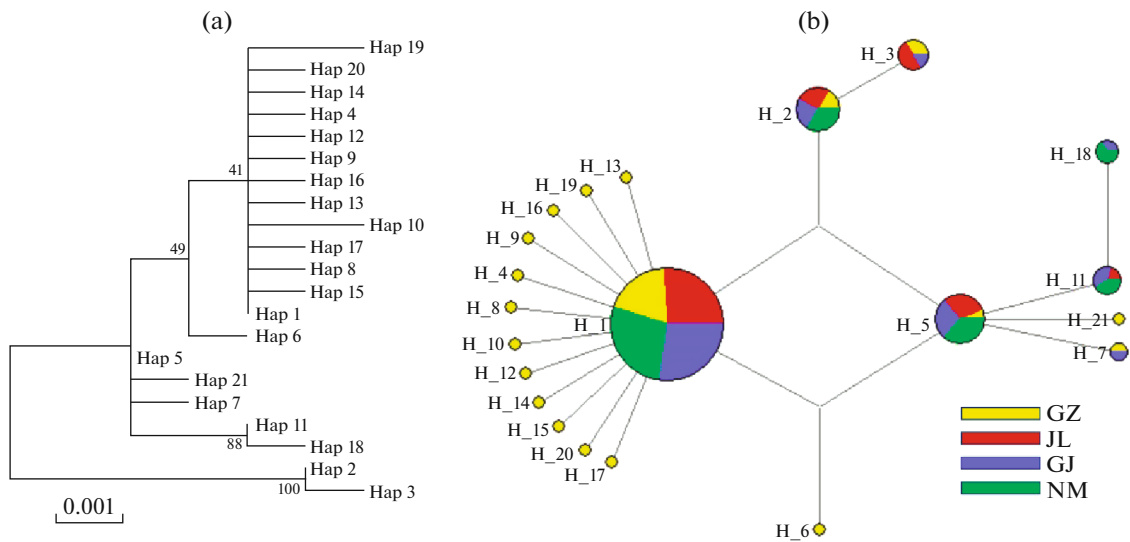 (a)
Hap 19
Hap 20
Hap 14
Hap 4
Hap 12
Hap 9
41
Hap 16
Hap 13
Hap 10
Hap 17
49
Hap 8
Hap 15
Hap 1
Hap 6
Hap 5
Hap 21
Hap 7
Hap 11
88
Hap 18
Hap 2
100
Hap 3
0.001
(b)
H_3
H_2
H_18
H_13
H_19
H_16
H_9
H_4
H_8
H_1
H_10
H_12
H_14
H_15
H_20
H_17
H_11
H_5
H_21
H_7
H_6
GZ
JL
GJ
NM